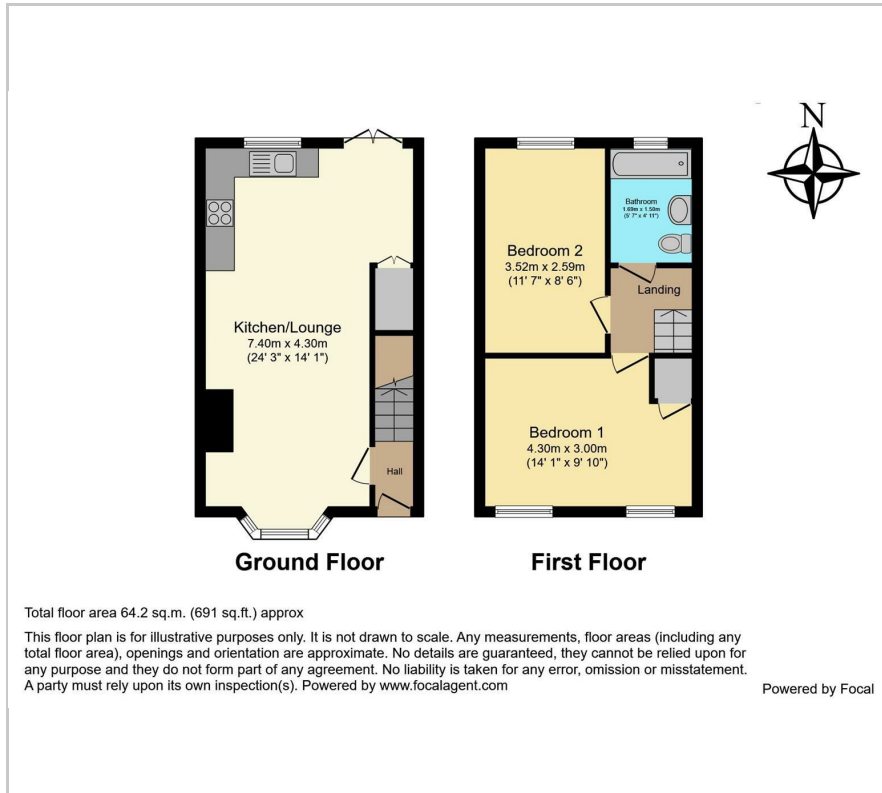 N
Kitchen/Lounge
7.40m x 4.30m
(24' 3" x 14' 1")
Hall
Ground Floor
Bedroom 2
3.52m x 2.59m
(11' 7" x 8' 6")
Bathroom
1.69m x 1.50m
(5' 7" x 4' 11")
Landing
Bedroom 1
4.30m x 3.00m
(14' 1" x 9' 10")
First Floor
Total floor area 64.2 sq.m. (691 sq.ft.) approx
This floor plan is for illustrative purposes only. It is not drawn to scale. Any measurements, floor areas (including any
total floor area), openings and orientation are approximate. No details are guaranteed, they cannot be relied upon for
any purpose and they do not form part of any agreement. No liability is taken for any error, omission or misstatement.
A party must rely upon its own inspection(s). Powered by www.focalagent.com
Powered by Focal